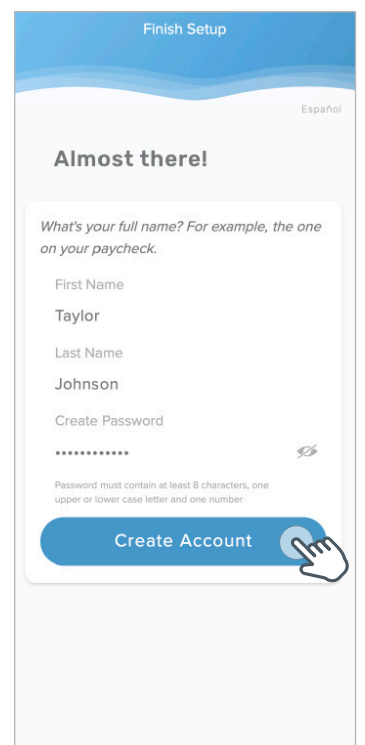 Finish Setup
Español
Almost there!
What's your full name? For example, the one
on your paycheck.
First Name
Taylor
Last Name
Johnson
Create Password
••••••••••••
Password must contain at least 8 characters, one
upper or lower case letter and one number
Create Account